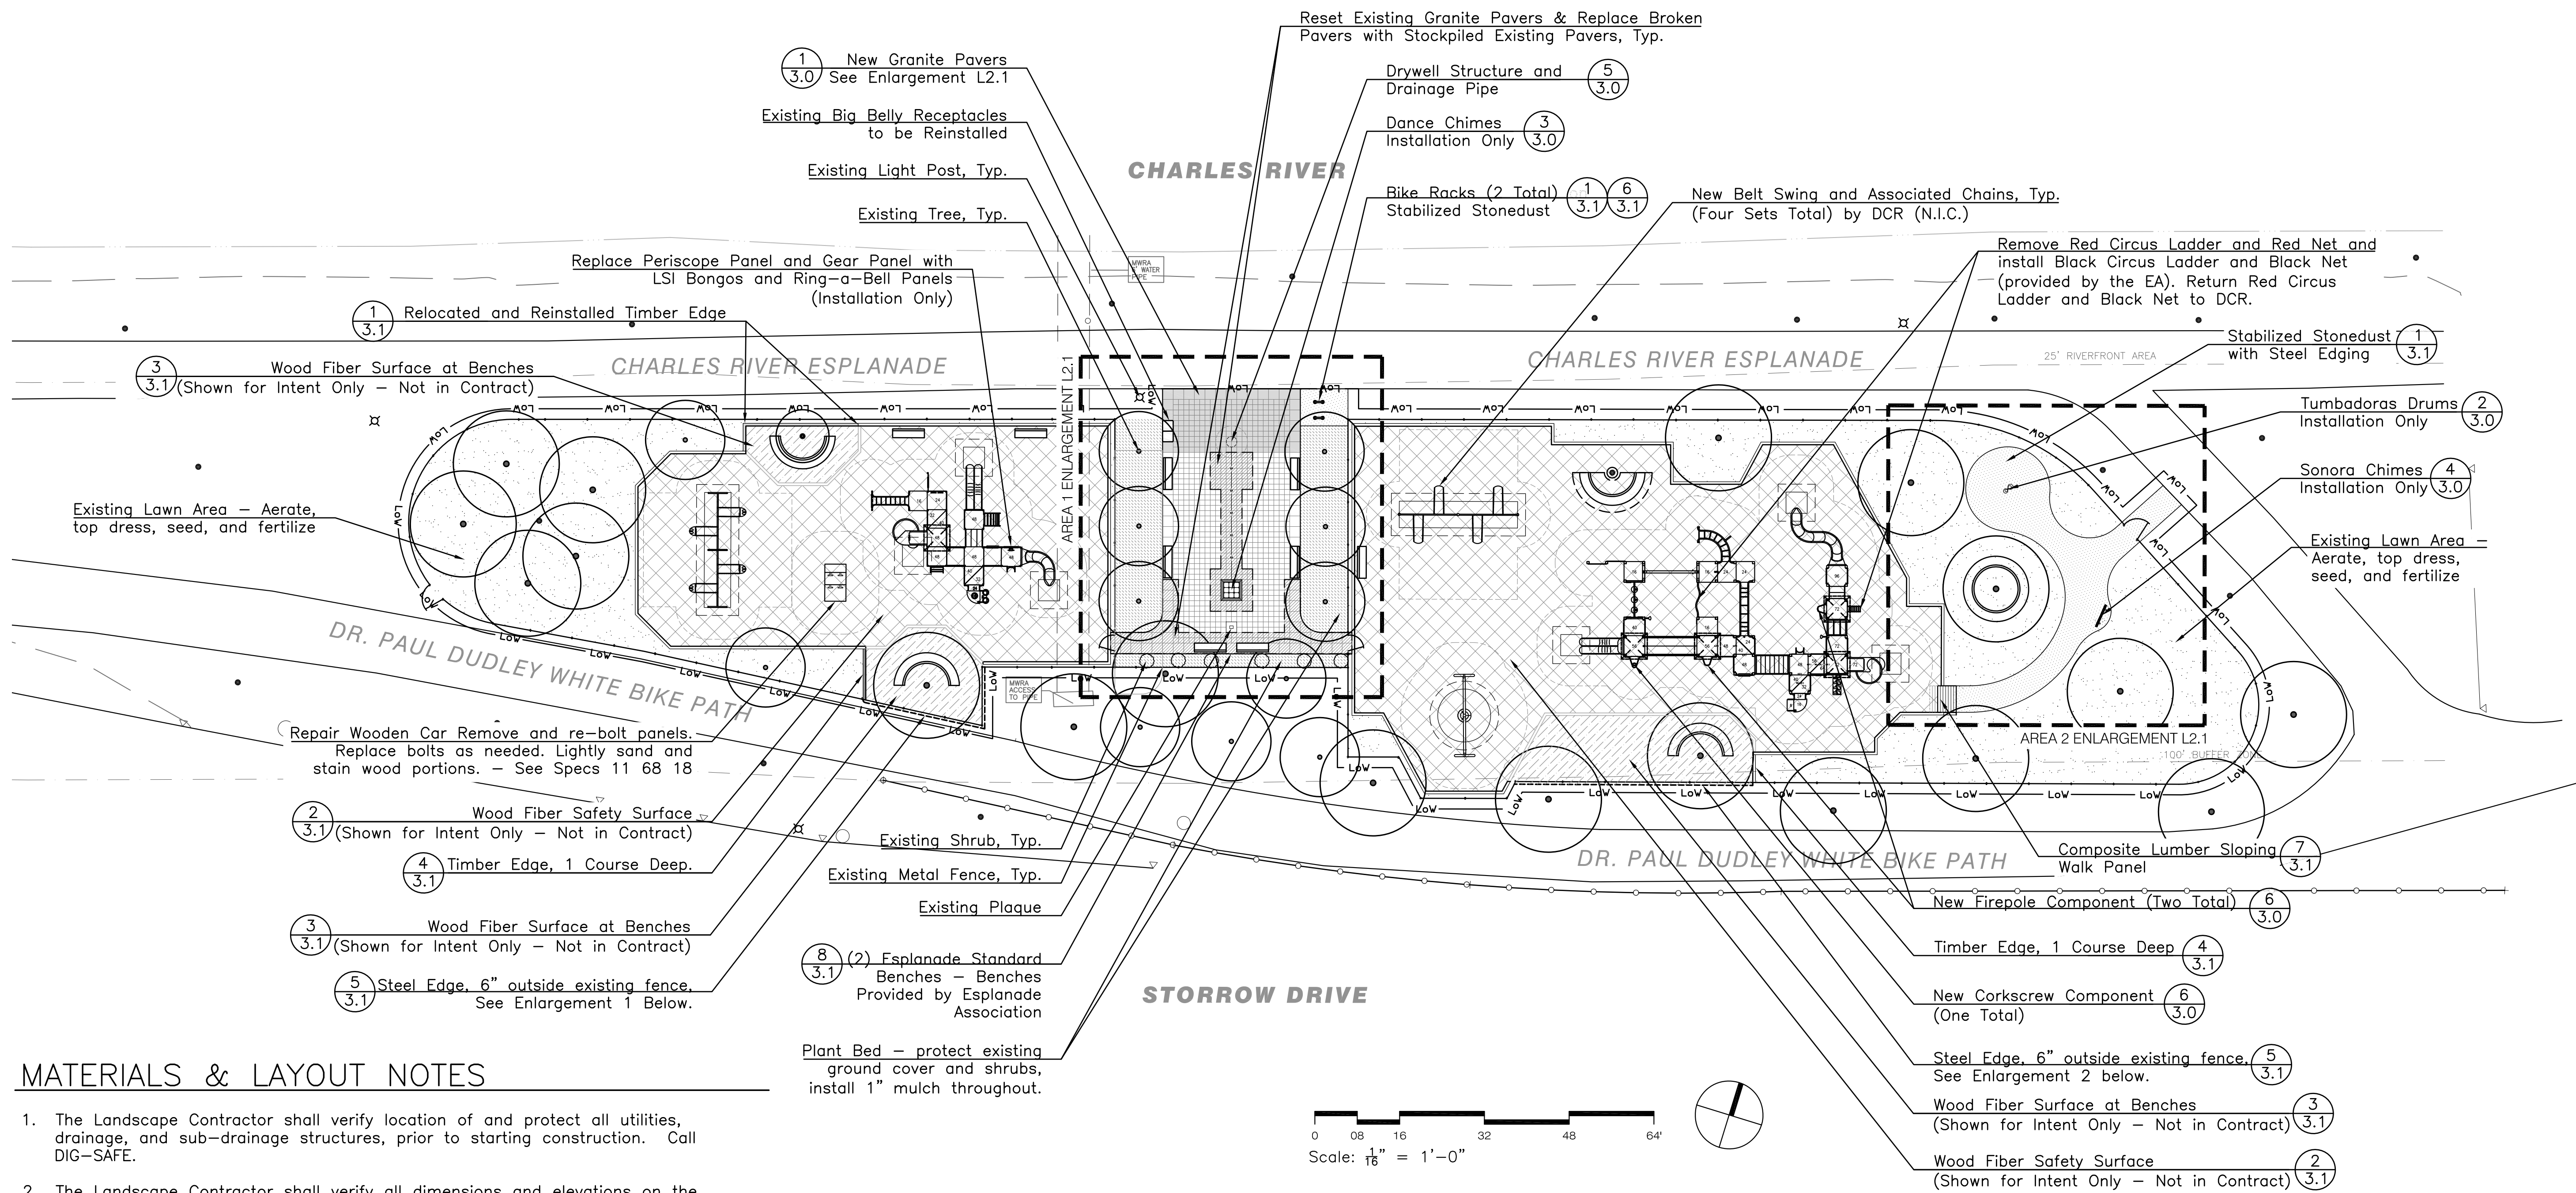 Reset Existing Granite Pavers & Replace Broken
Pavers with Stockpiled Existing Pavers, Typ.
1
3.0
New Granite Pavers
See Enlargement L2.1
Drywell Structure and
Drainage Pipe
5
3.0
Existing Big Belly Receptacles
to be Reinstalled
Dance Chimes
Installation Only
3
3.0
Existing Light Post, Typ.
CHARLES RIVER
Existing Tree, Typ.
Bike Racks (2 Total)
Stabilized Stonedust
1
3.1
6
3.1
New Belt Swing and Associated Chains, Typ.
(Four Sets Total) by DCR (N.I.C.)
Replace Periscope Panel and Gear Panel with
LSI Bongos and Ring-a-Bell Panels
(Installation Only)
MWRA
WATER
PIPE
Remove Red Circus Ladder and Red Net and
install Black Circus Ladder and Black Net
(provided by the EA). Return Red Circus
Ladder and Black Net to DCR.
1
3.1
Relocated and Reinstalled Timber Edge
3
3.1
Wood Fiber Surface at Benches
(Shown for Intent Only – Not in Contract)
CHARLES RIVER ESPLANADE
CHARLES RIVER ESPLANADE
25' RIVERFRONT AREA
Stabilized Stonedust
with Steel Edging
1
3.1
Tumbadoras Drums
Installation Only
2
3.0
Sonora Chimes
Installation Only
4
3.0
AREA 1 ENLARGEMENT L2.1
Existing Lawn Area – Aerate,
top dress, seed, and fertilize
Existing Lawn Area –
Aerate, top dress,
seed, and fertilize
DR. PAUL DUDLEY WHITE BIKE PATH
MWRA
ACCESS
TO PIPE
AREA 2 ENLARGEMENT L2.1
100' BUFFER ZONE
Repair Wooden Car Remove and re-bolt panels.
Replace bolts as needed. Lightly sand and
stain wood portions. – See Specs 11 68 18
2
3.1
Wood Fiber Safety Surface
(Shown for Intent Only – Not in Contract)
4
3.1
Timber Edge, 1 Course Deep.
3
3.1
Wood Fiber Surface at Benches
(Shown for Intent Only – Not in Contract)
5
3.1
Steel Edge, 6" outside existing fence,
See Enlargement 1 Below.
Existing Shrub, Typ.
Existing Metal Fence, Typ.
Existing Plaque
8
3.1
(2) Esplanade Standard
Benches – Benches
Provided by Esplanade
Association
Plant Bed – protect existing
ground cover and shrubs,
install 1" mulch throughout.
DR. PAUL DUDLEY WHITE BIKE PATH
STORROW DRIVE
Composite Lumber Sloping
Walk Panel
7
3.1
New Firepole Component (Two Total)
6
3.0
Timber Edge, 1 Course Deep
4
3.1
New Corkscrew Component
(One Total)
6
3.0
Steel Edge, 6" outside existing fence,
See Enlargement 2 below.
5
3.1
Wood Fiber Surface at Benches
(Shown for Intent Only – Not in Contract)
3
3.1
Wood Fiber Safety Surface
(Shown for Intent Only – Not in Contract)
2
3.1
0 08 16 32 48 64'
Scale: 1/16" = 1'-0"
MATERIALS & LAYOUT NOTES
1. The Landscape Contractor shall verify location of and protect all utilities,
drainage, and sub-drainage structures, prior to starting construction. Call
DIG-SAFE.
2. The Landscape Contractor shall verify all dimensions and elevations on the